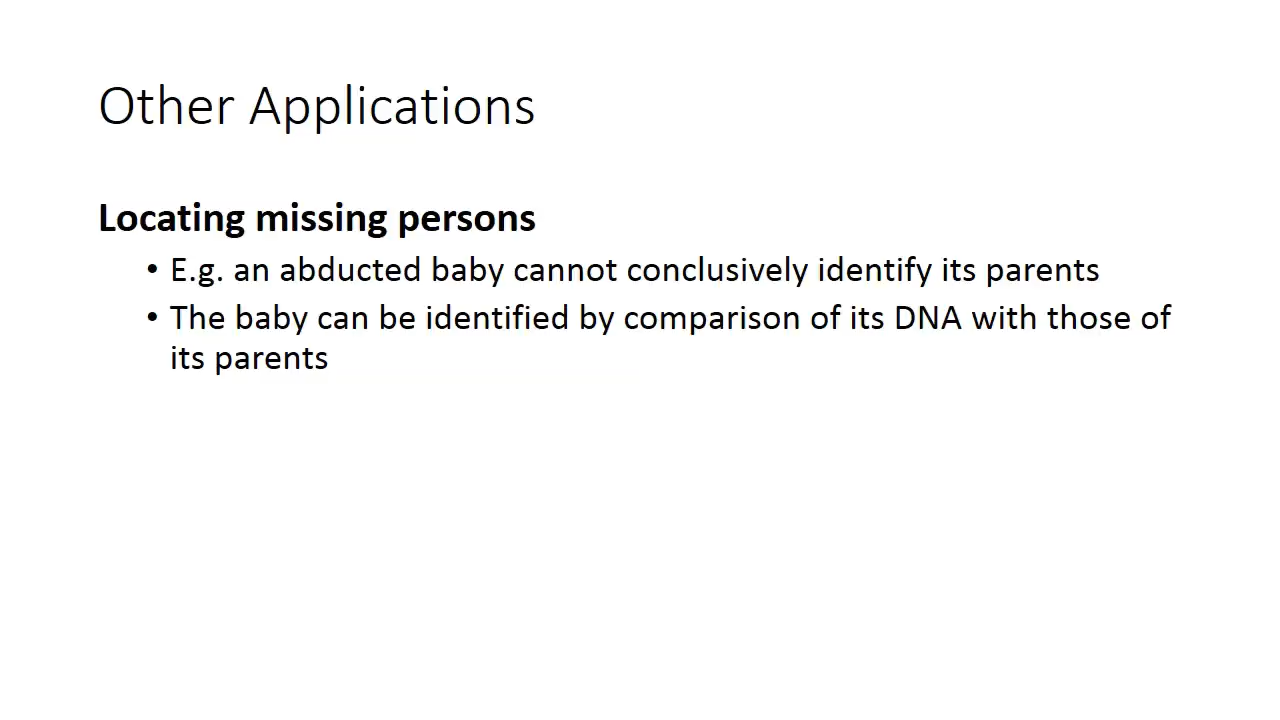 Other Applications
Locating missing persons
• E.g. an abducted baby cannot conclusively identify its parents
• The baby can be identified by comparison of its DNA with those of
its parents